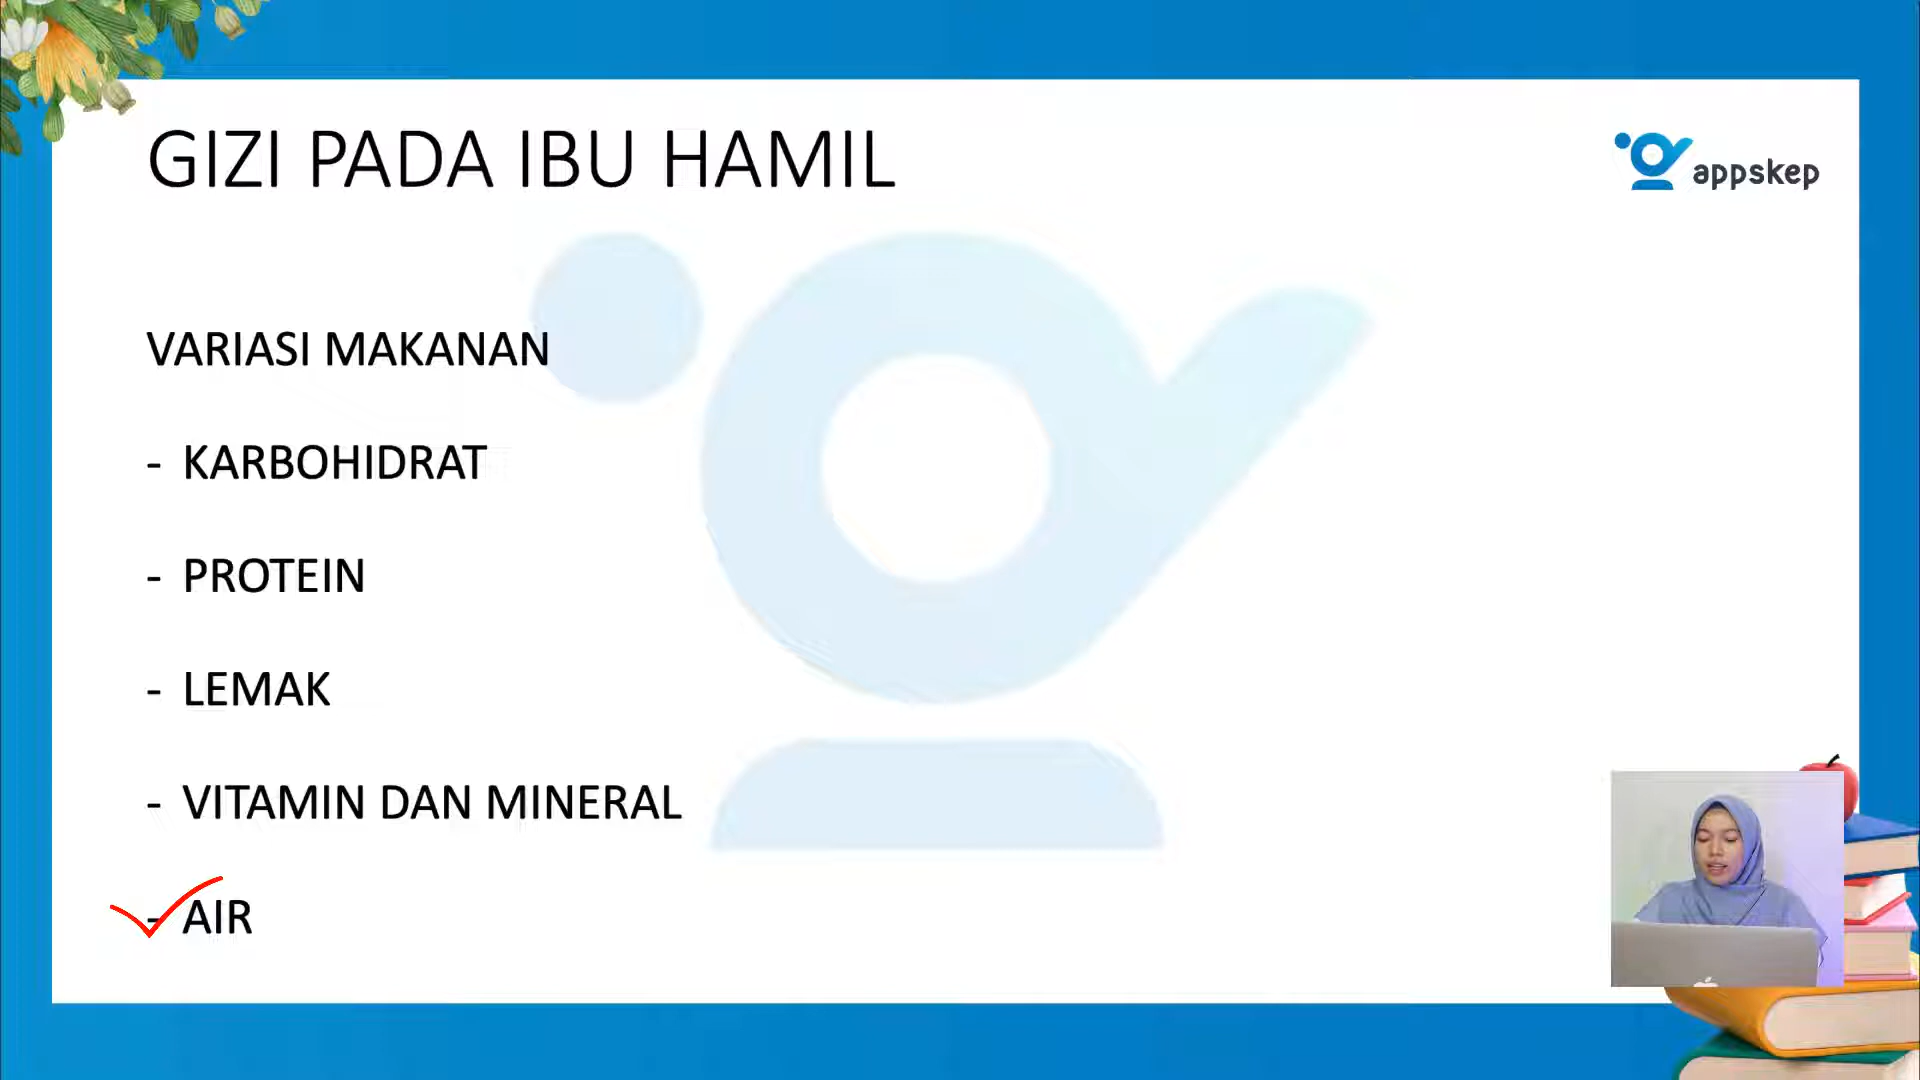 GIZI PADA IBU HAMIL
appskep
VARIASI MAKANAN
- KARBOHIDRAT
- PROTEIN
- LEMAK
- VITAMIN DAN MINERAL
- AIR